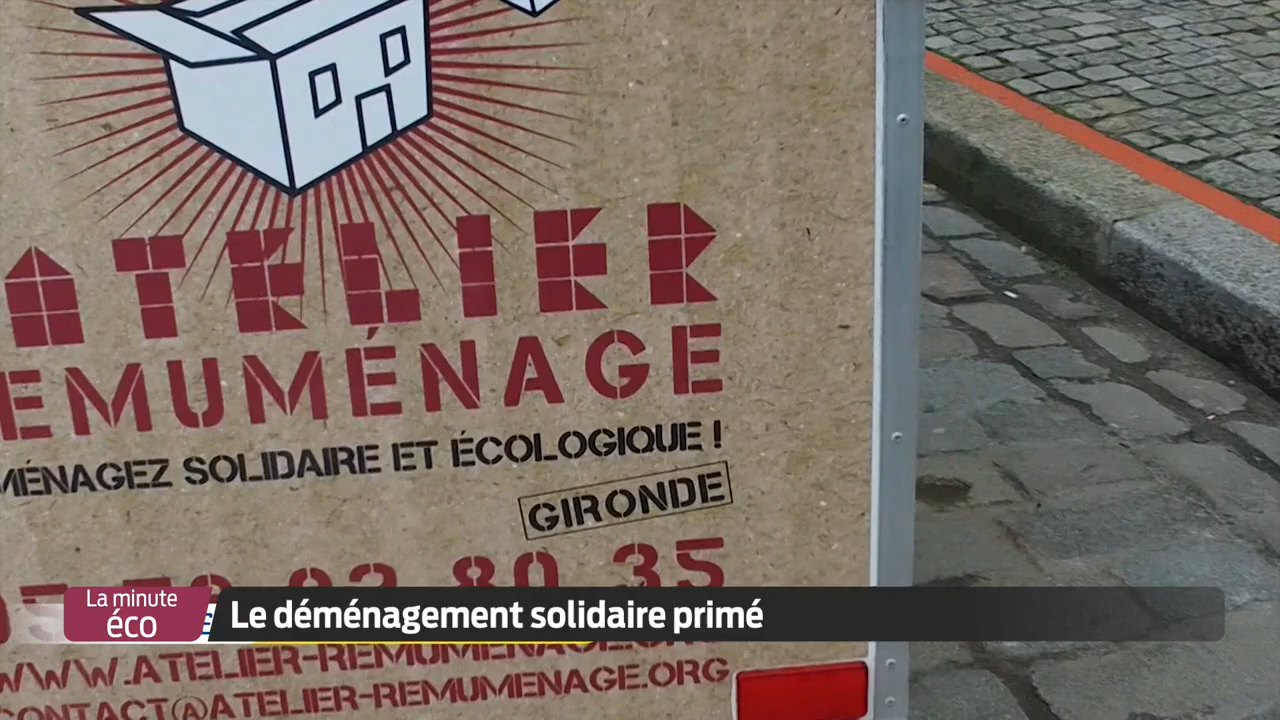 ATELIER
REMUMÉNAGE
MÉNAGEZ SOLIDAIRE ET ÉCOLOGIQUE !
GIRONDE
80 35
La minute
éco
Le déménagement solidaire primé
WWW.ATELIER-REMUMENAGE.ORG
CONTACT@ATELIER-REMUMENAGE.ORG